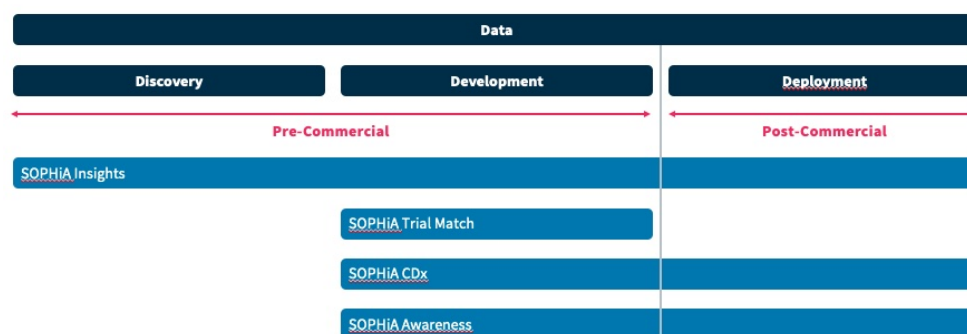 Data
Discovery
Development
Deployment
Pre-Commercial
Post-Commercial
SOPHiA Insights
SOPHiA Trial Match
SOPHiA CDx
SOPHiA Awareness